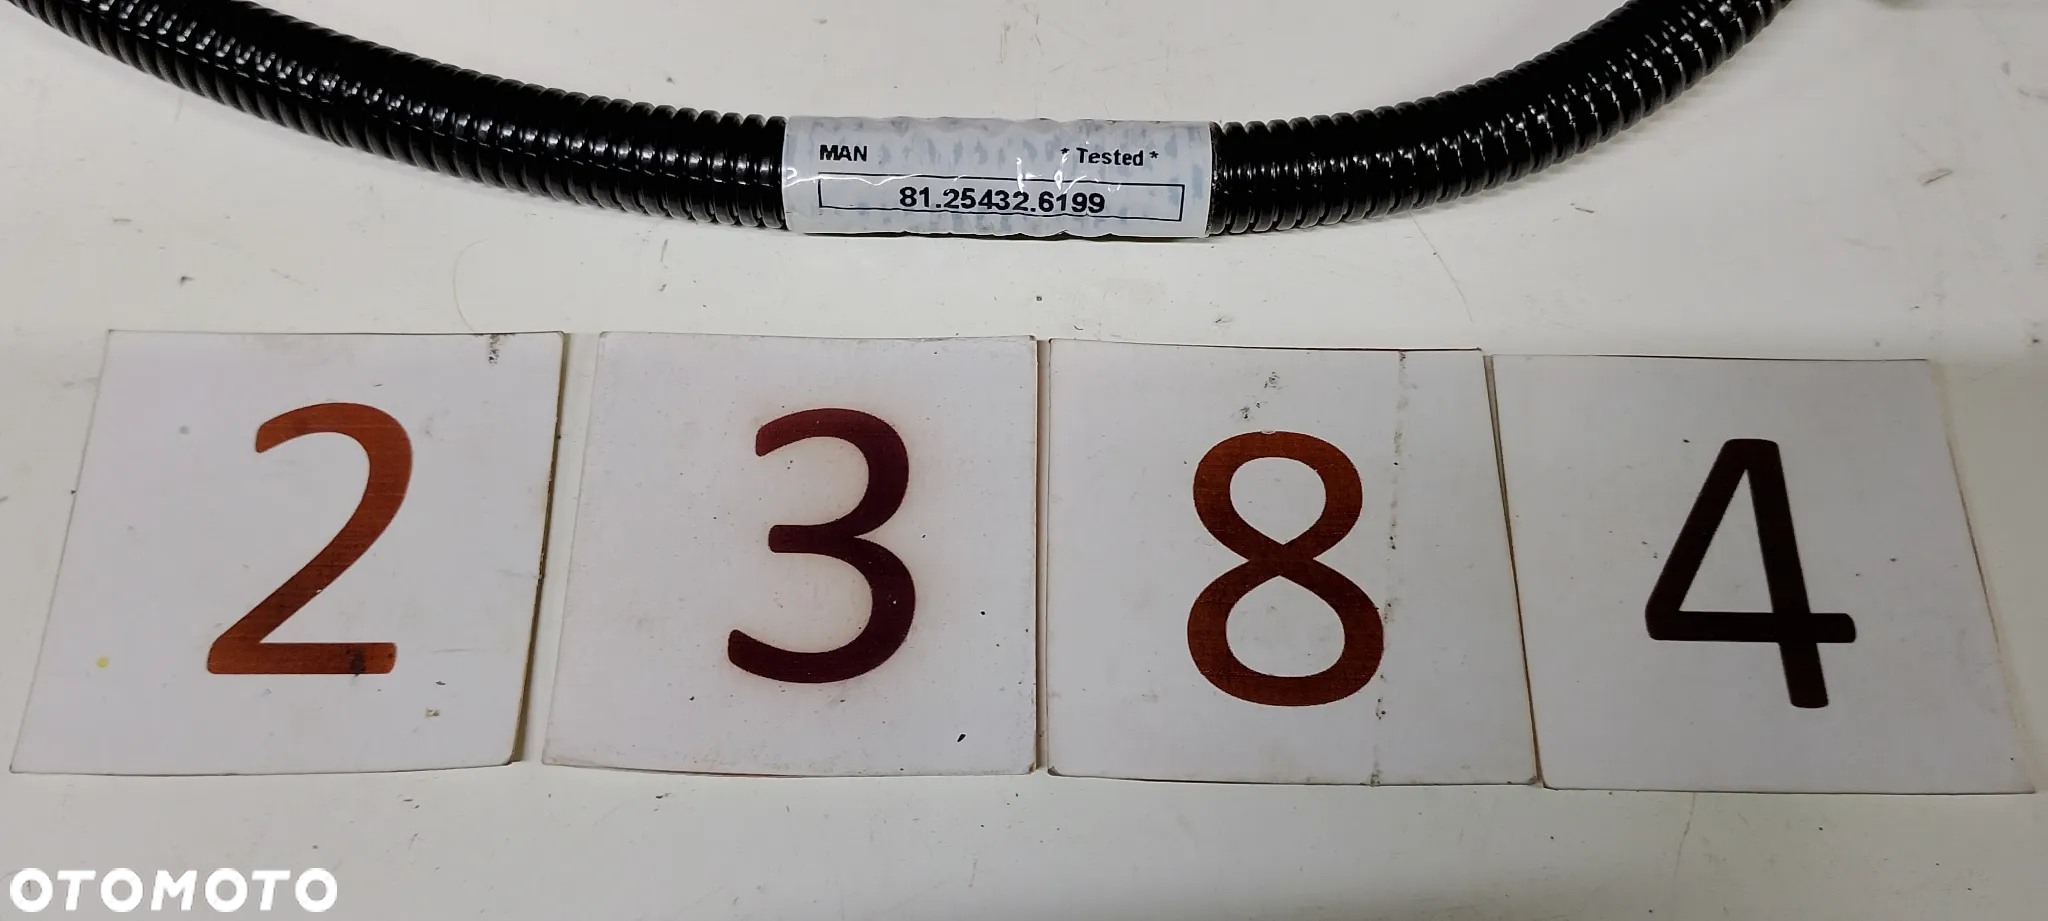 MAN * Tested *
81.25432.6199
2 3 8 4
OTOMOTO